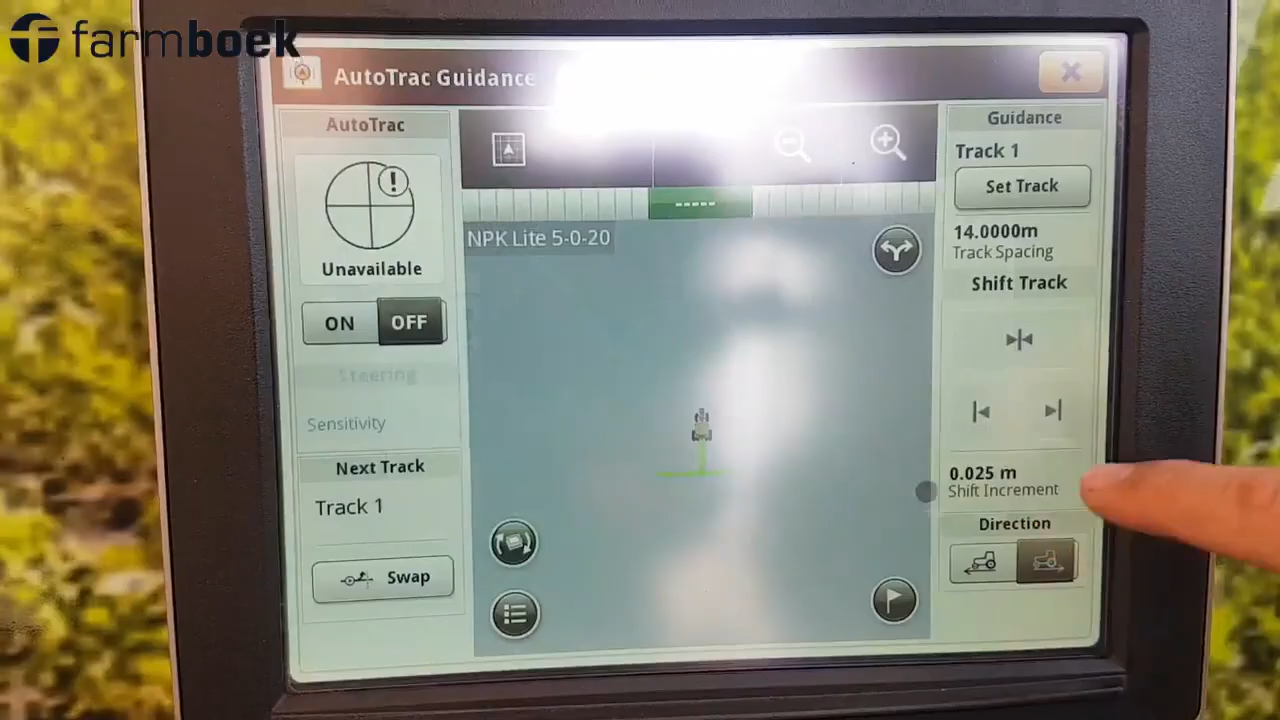 farmboek
AutoTrac Guidance
AutoTrac
Unavailable
ON OFF
Steering
Sensitivity
Next Track
Track 1
Swap
NPK Lite 5-0-20
Guidance
Track 1
Set Track
14.0000m
Track Spacing
Shift Track
0.025 m
Shift Increment
Direction